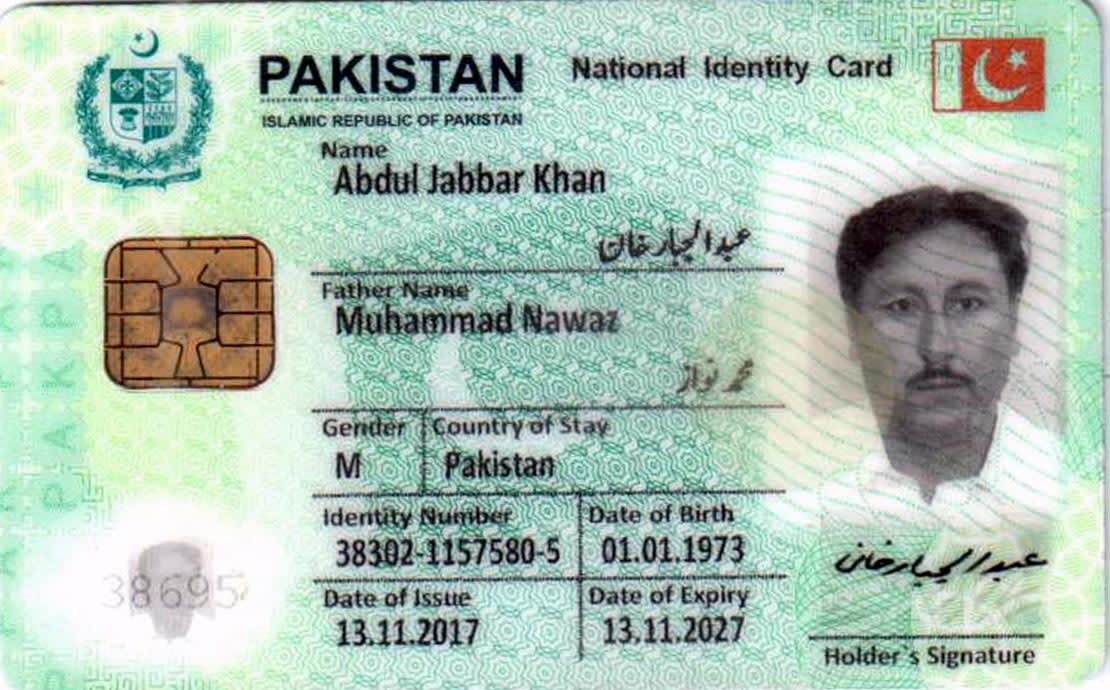 PAKISTAN National Identity Card
ISLAMIC REPUBLIC OF PAKISTAN
Name
Abdul Jabbar Khan
عبدالجبار خان
Father Name
Muhammad Nawaz
محمد نواز
Gender Country of Stay
M Pakistan
Identity Number Date of Birth
38302-1157580-5 01.01.1973
Date of Issue Date of Expiry
13.11.2017 13.11.2027
38695
عبدالجبار خان
Holder`s Signature
PAKPA